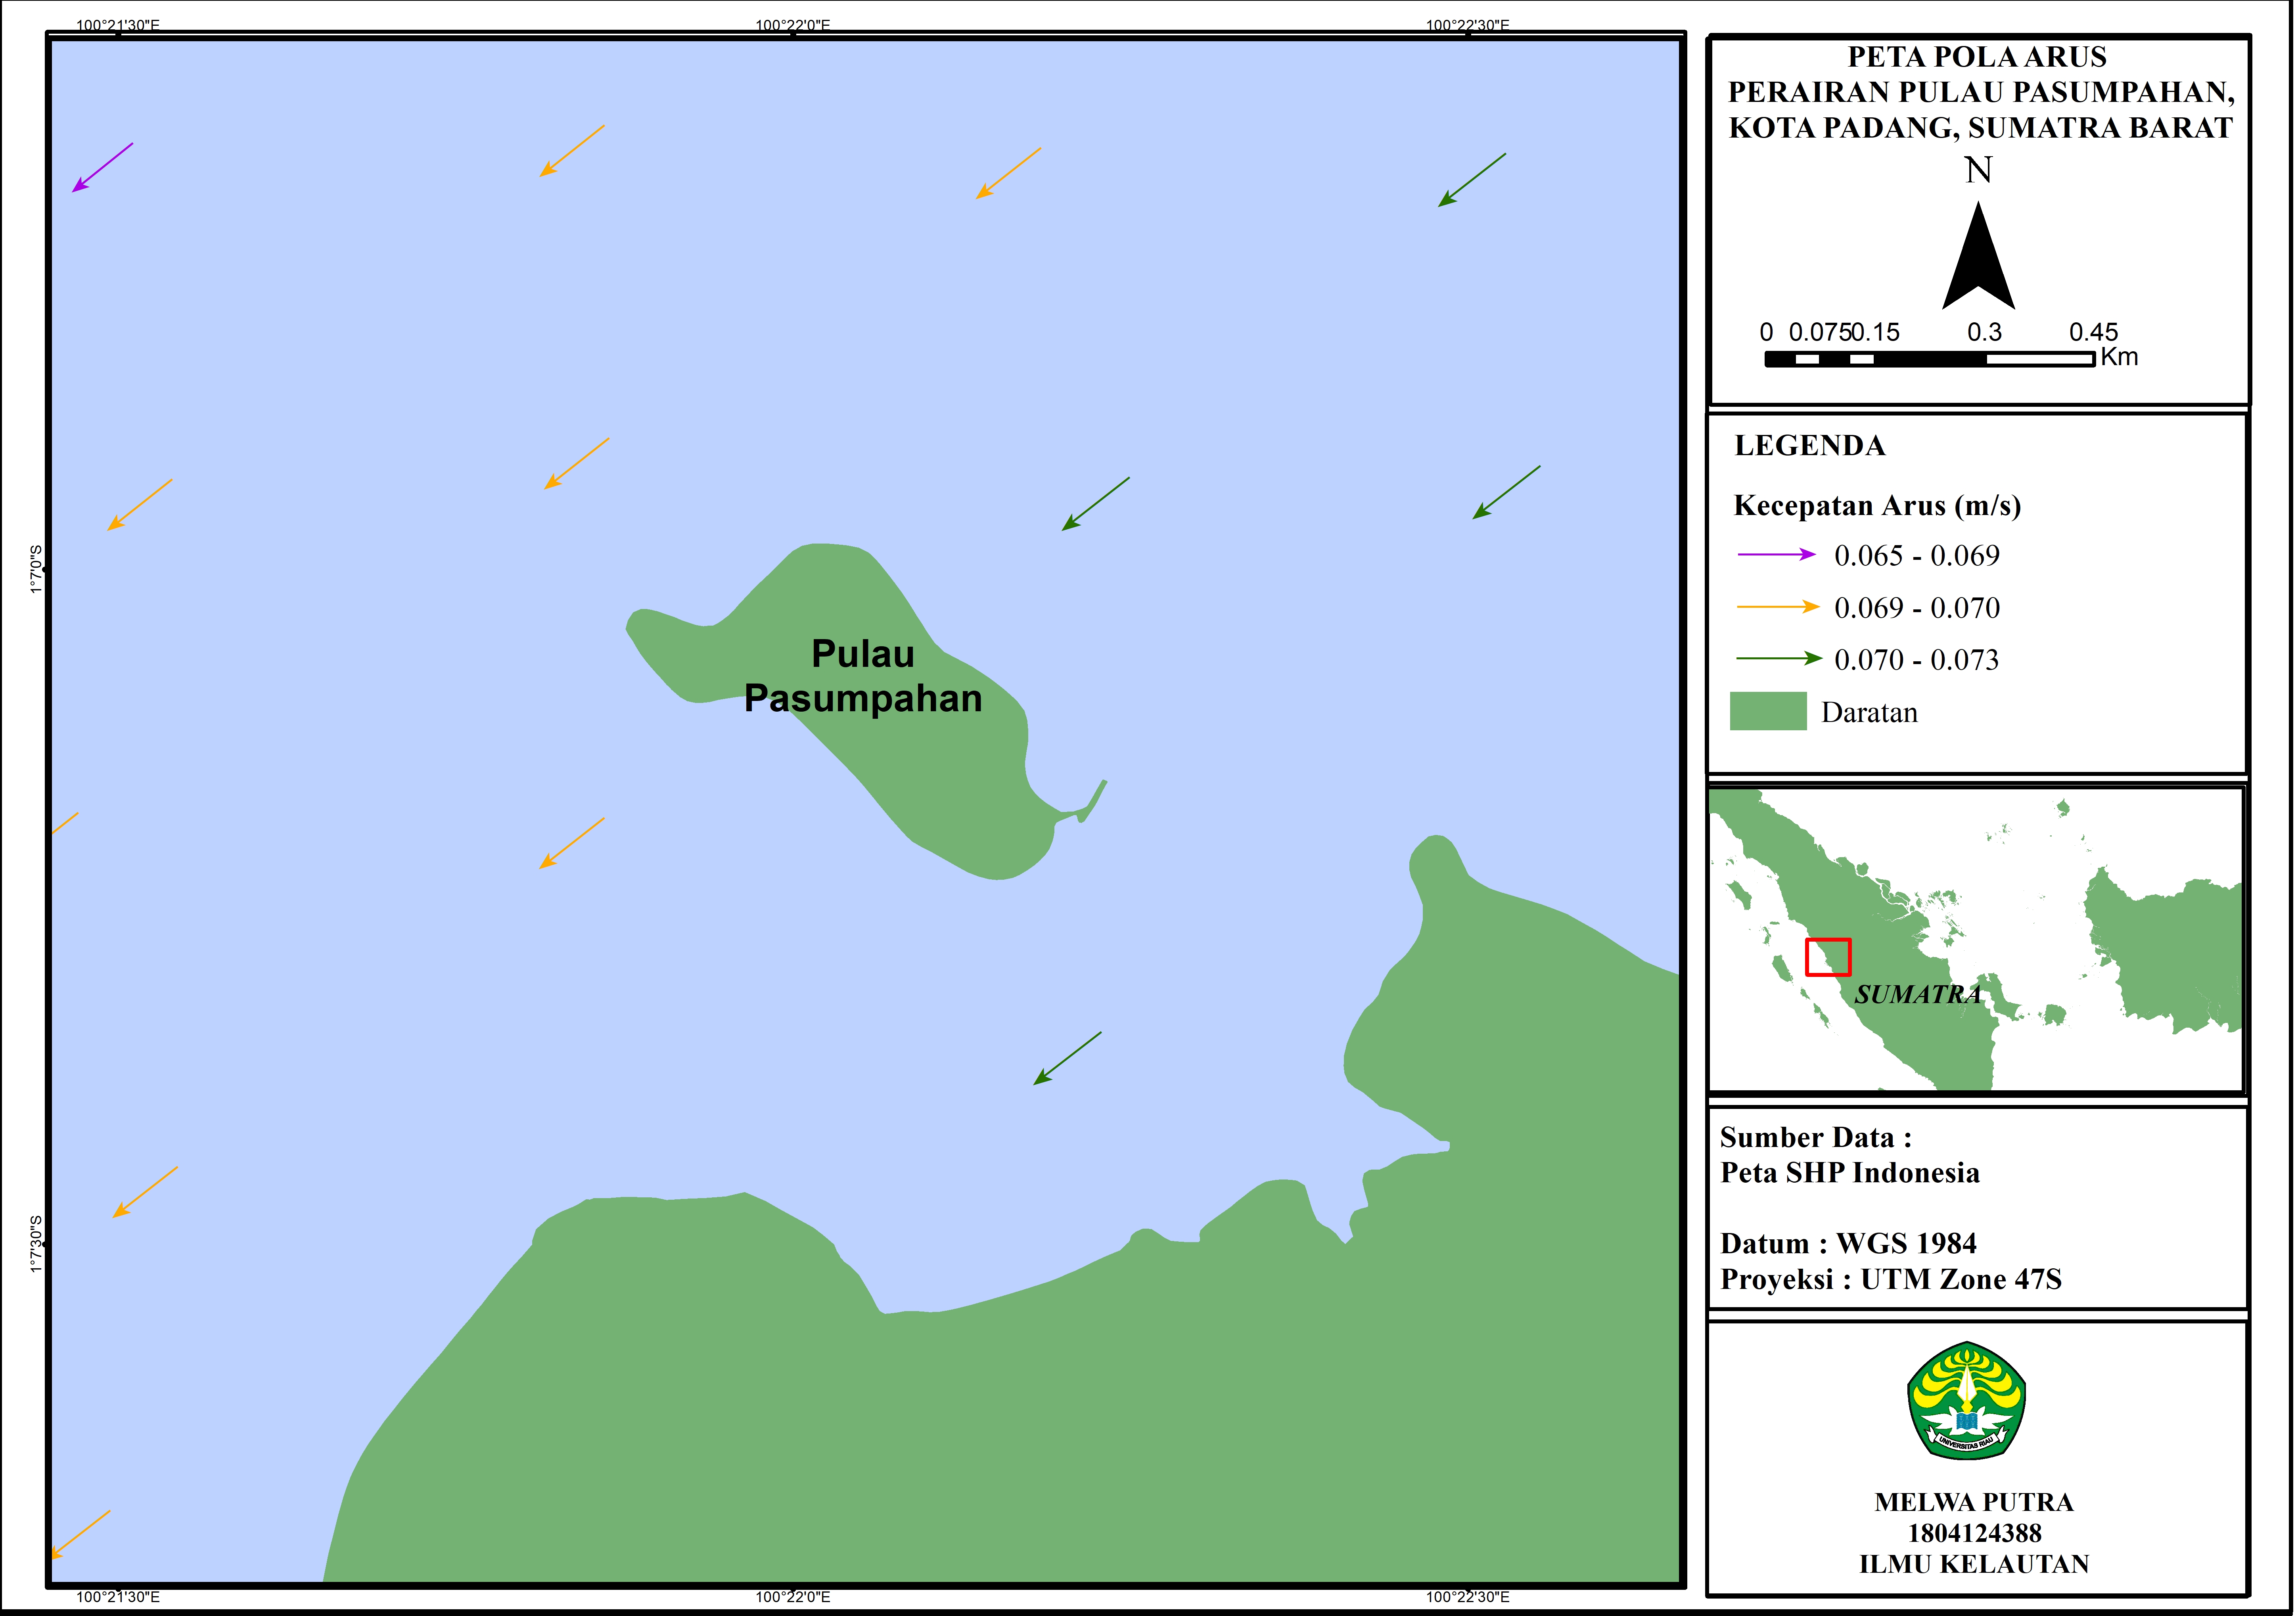 100°21'30"E
100°22'0"E
100°22'30"E
1°7'0"S
1°7'30"S
Pulau
Pasumpahan
100°21'30"E
100°22'0"E
100°22'30"E
PETA POLA ARUS
PERAIRAN PULAU PASUMPAHAN,
KOTA PADANG, SUMATRA BARAT
N
0 0.075 0.15 0.3 0.45
Km
LEGENDA
Kecepatan Arus (m/s)
0.065 - 0.069
0.069 - 0.070
0.070 - 0.073
Daratan
SUMATRA
Sumber Data :
Peta SHP Indonesia
Datum : WGS 1984
Proyeksi : UTM Zone 47S
UNIVERSITAS RIAU
MELWA PUTRA
1804124388
ILMU KELAUTAN